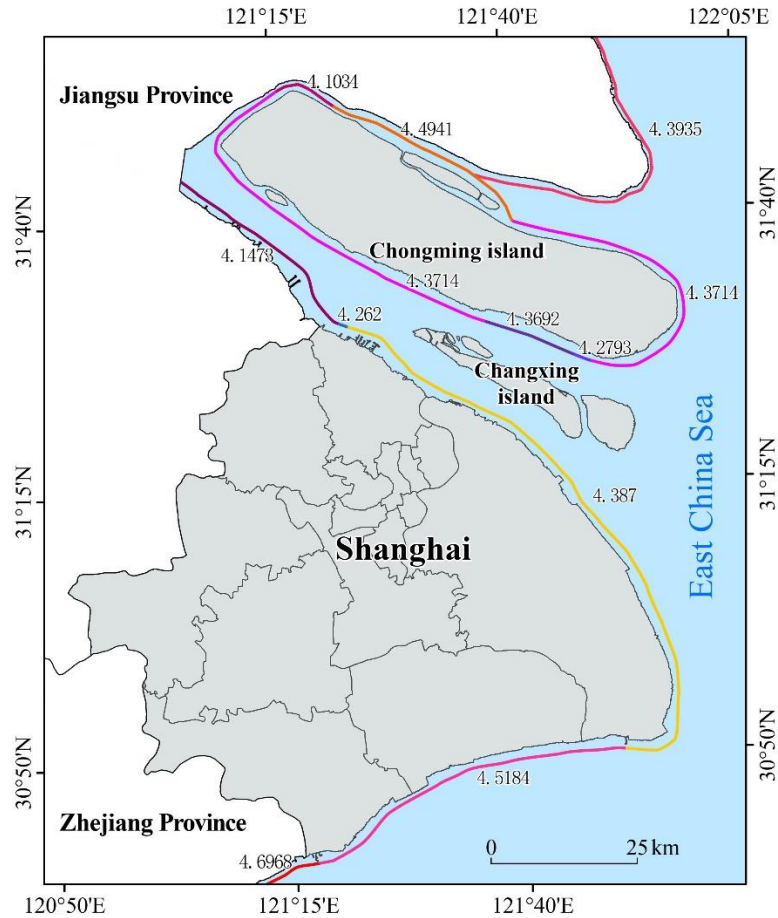 121°15'E
121°40'E
122°05'E
Jiangsu Province
4. 1034
4. 4941
4. 3935
31°40'N
31°40'N
Chongming island
4. 1473
4. 3714
4. 3714
4. 262
4. 3692
4. 2793
Changxing
island
31°15'N
31°15'N
4. 387
East China Sea
Shanghai
30°50'N
30°50'N
4. 5184
Zhejiang Province
4. 6968
0
25 km
120°50'E
121°15'E
121°40'E